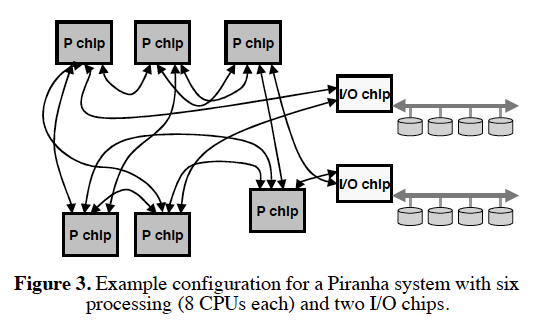 P chip
P chip
P chip
I/O chip
I/O chip
P chip
P chip
P chip
Figure 3. Example configuration for a Piranha system with six
processing (8 CPUs each) and two I/O chips.